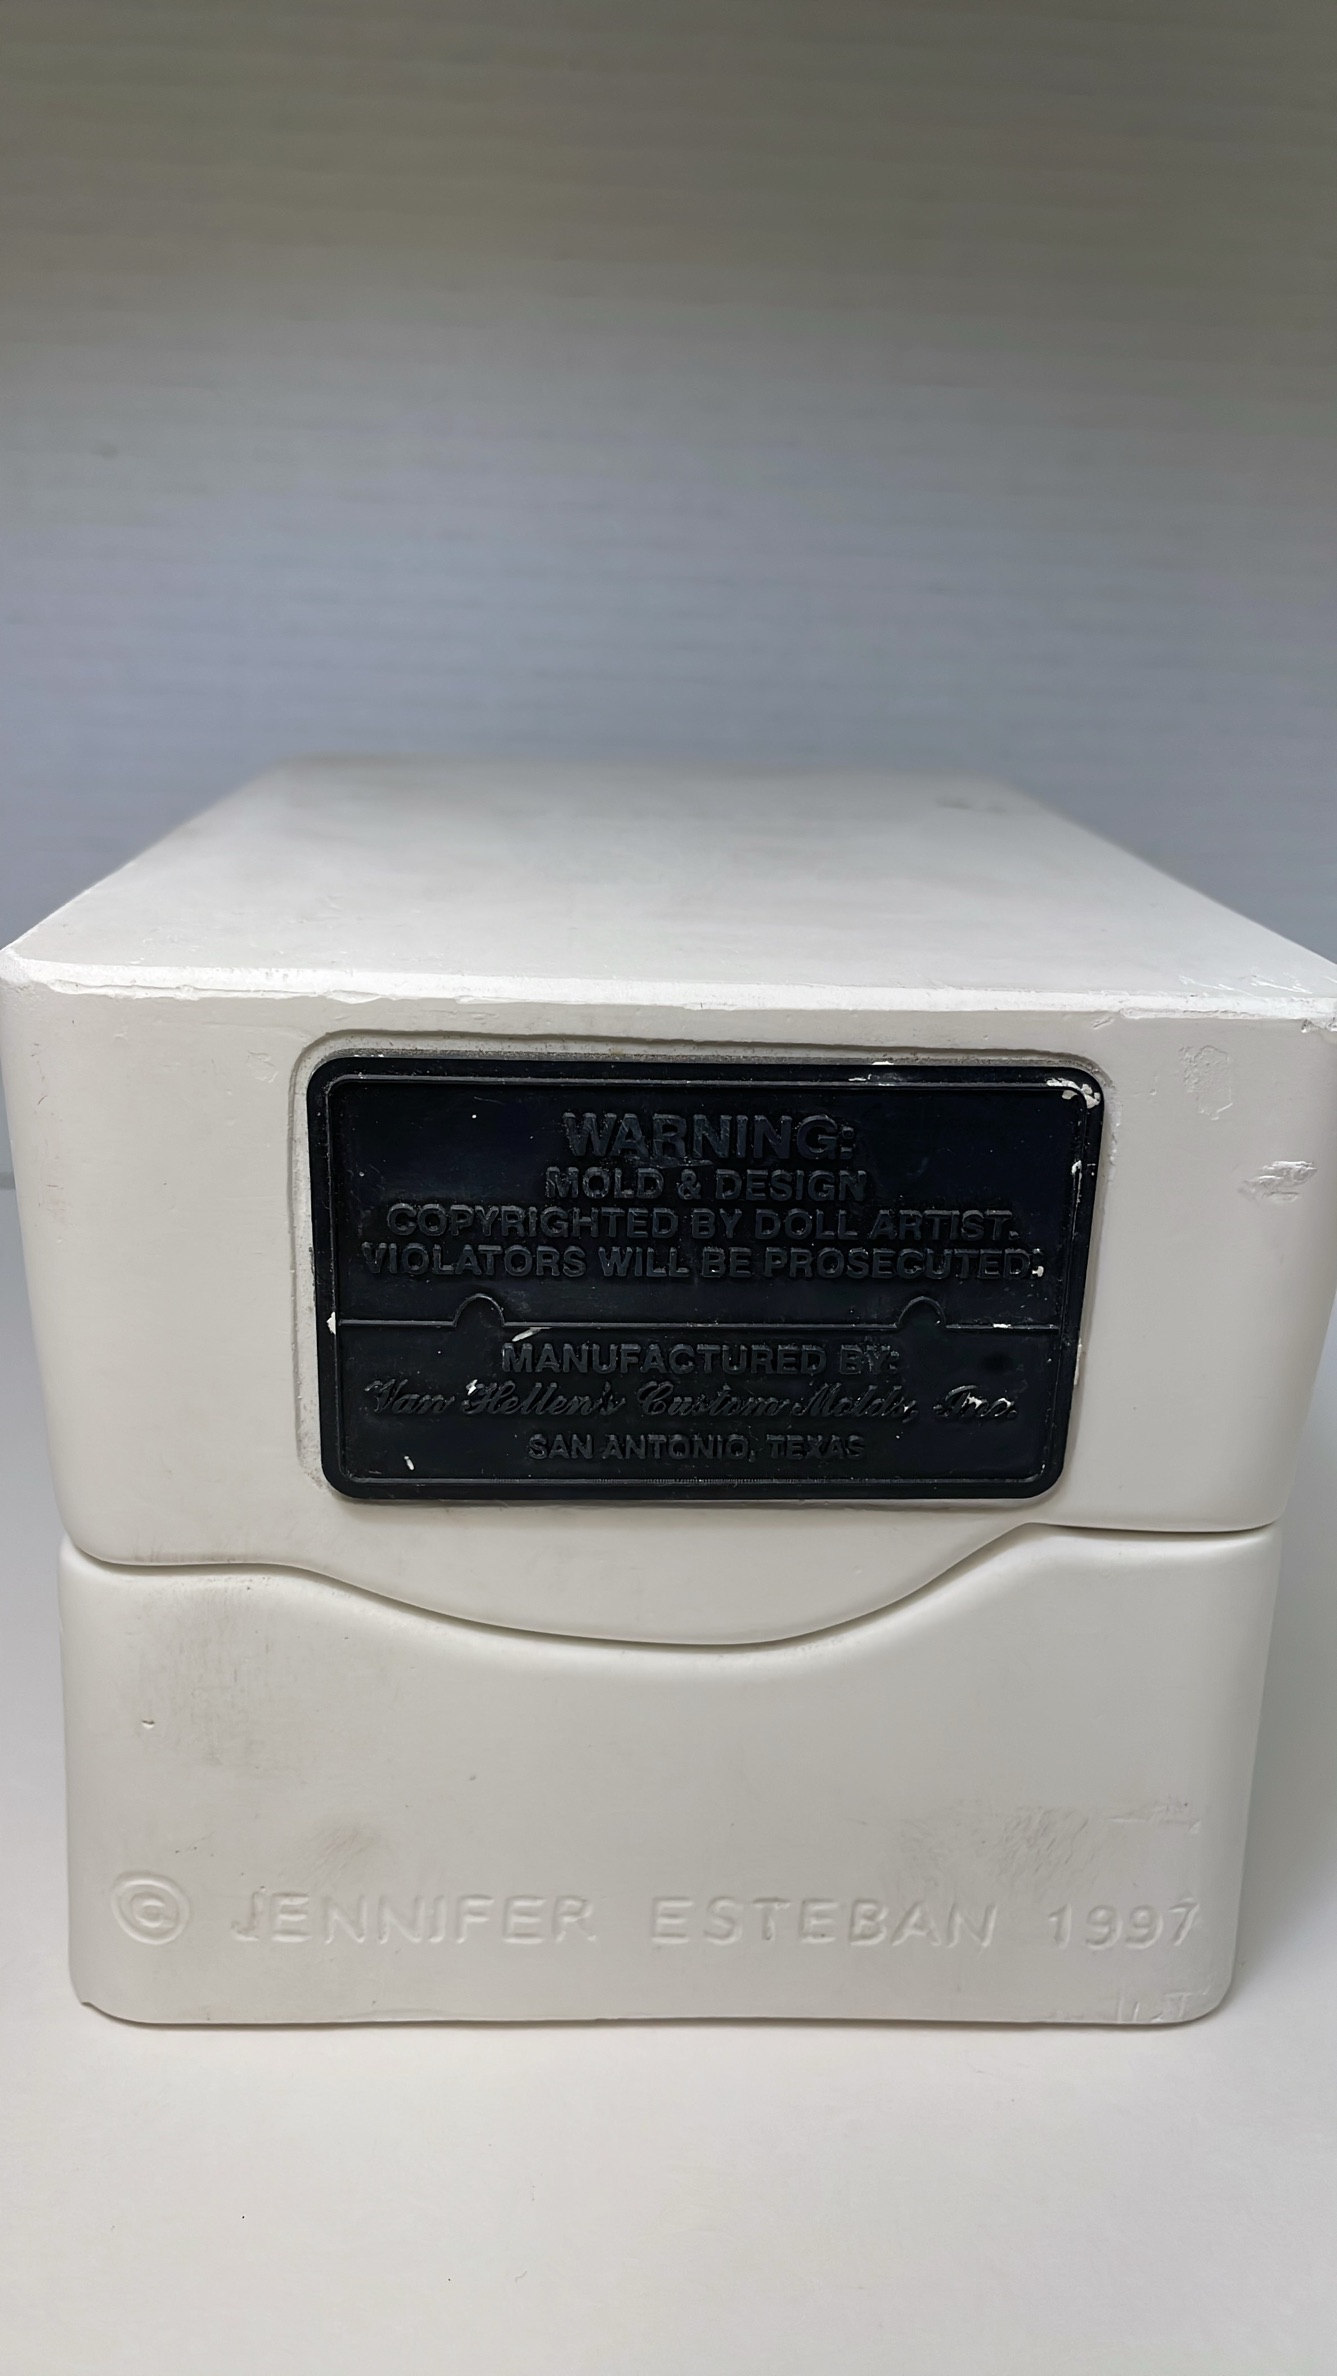 WARNING:
MOLD & DESIGN
COPYRIGHTED BY DOLL ARTIST.
VIOLATORS WILL BE PROSECUTED.
MANUFACTURED BY:
Van Hellen's Custom Molds, Inc.
SAN ANTONIO, TEXAS
© JENNIFER ESTEBAN 1997